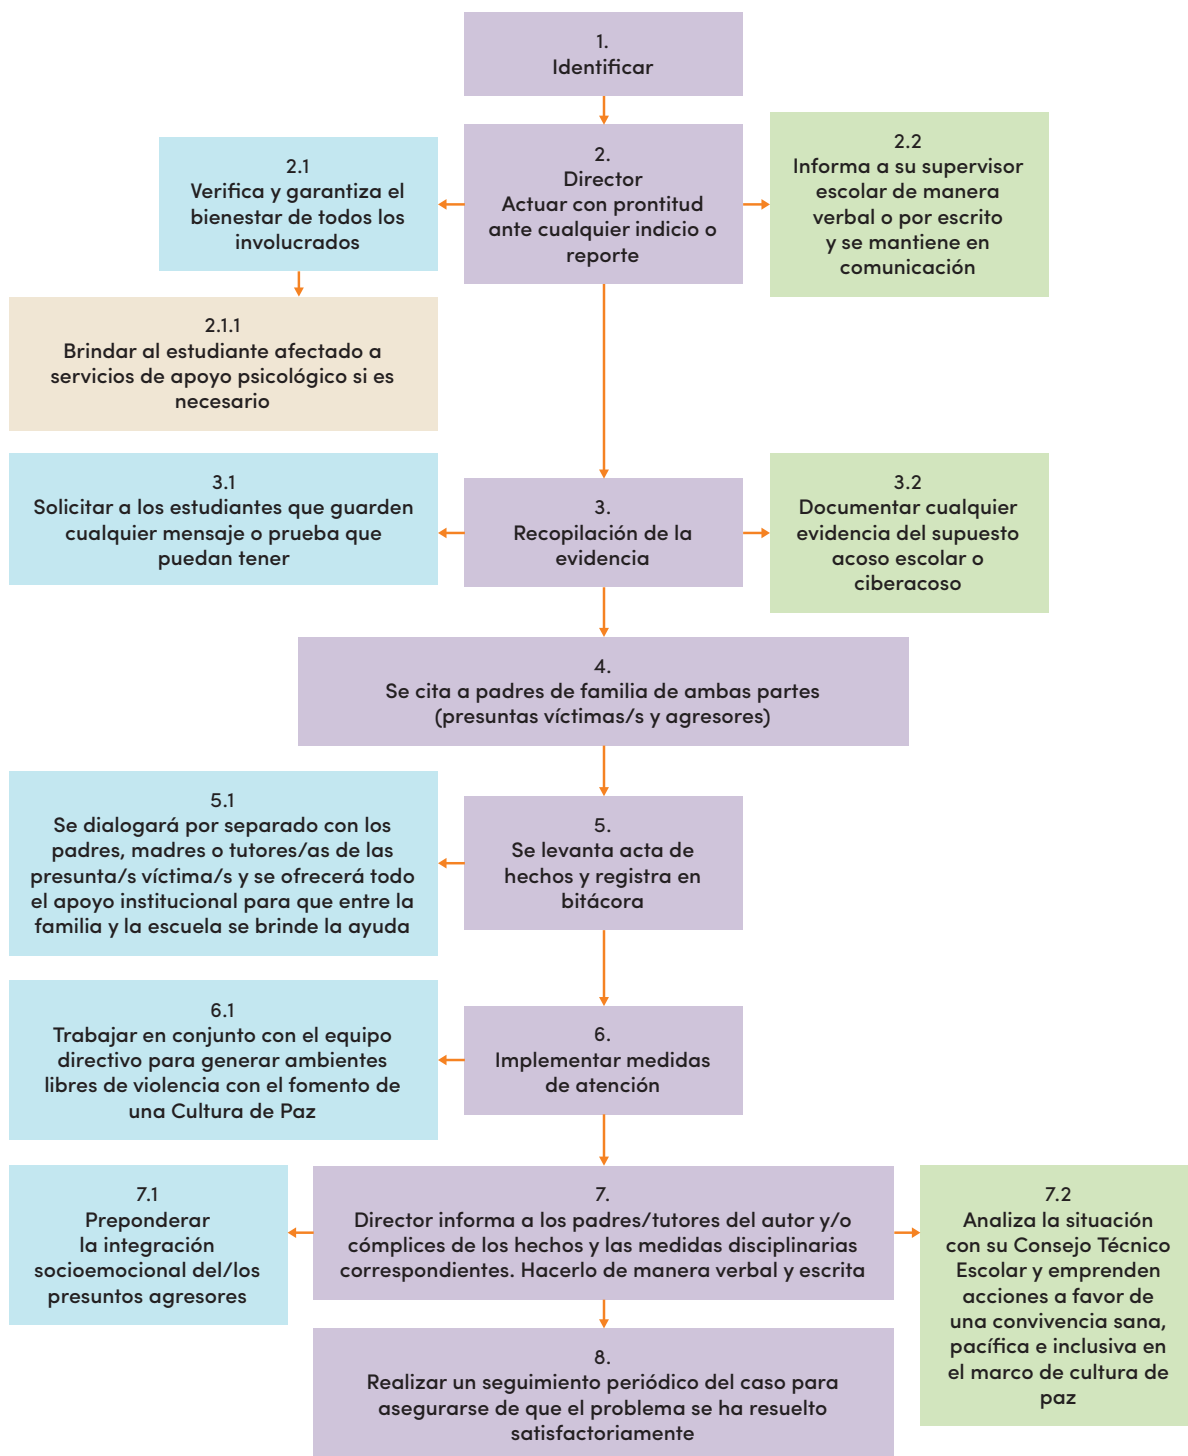 1.
Identificar
2.
Director
Actuar con prontitud
ante cualquier indicio o
reporte
2.1
Verifica y garantiza el
bienestar de todos los
involucrados
2.2
Informa a su supervisor
escolar de manera
verbal o por escrito
y se mantiene en
comunicación
2.1.1
Brindar al estudiante afectado a
servicios de apoyo psicológico si es
necesario
3.
Recopilación de la
evidencia
3.1
Solicitar a los estudiantes que guarden
cualquier mensaje o prueba que
puedan tener
3.2
Documentar cualquier
evidencia del supuesto
acoso escolar o
ciberacoso
4.
Se cita a padres de familia de ambas partes
(presuntas víctimas/s y agresores)
5.
Se levanta acta de
hechos y registra en
bitácora
5.1
Se dialogará por separado con los
padres, madres o tutores/as de las
presunta/s víctima/s y se ofrecerá todo
el apoyo institucional para que entre la
familia y la escuela se brinde la ayuda
6.
Implementar medidas
de atención
6.1
Trabajar en conjunto con el equipo
directivo para generar ambientes
libres de violencia con el fomento de
una Cultura de Paz
7.
Director informa a los padres/tutores del autor y/o
cómplices de los hechos y las medidas disciplinarias
correspondientes. Hacerlo de manera verbal y escrita
7.1
Preponderar
la integración
socioemocional del/los
presuntos agresores
7.2
Analiza la situación
con su Consejo Técnico
Escolar y emprenden
acciones a favor de
una convivencia sana,
pacífica e inclusiva en
el marco de cultura de
paz
8.
Realizar un seguimiento periódico del caso para
asegurarse de que el problema se ha resuelto
satisfactoriamente